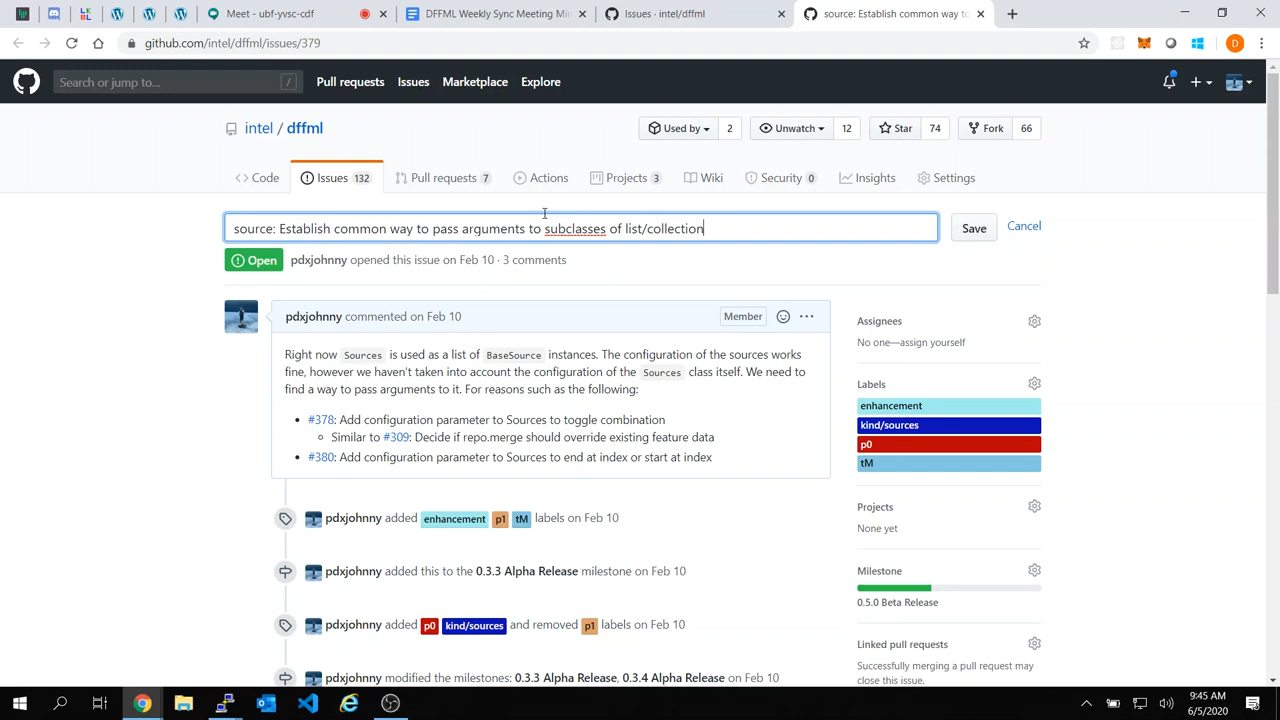 Meet - ubf-yvsc-cdf
DFFML Weekly Sync Meeting Min
Issues · intel/dffml
source: Establish common way to
github.com/intel/dffml/issues/379
D
Search or jump to...
/
Pull requests
Issues
Marketplace
Explore
intel / dffml
Used by
2
Unwatch
12
Star
74
Fork
66
Code
Issues 132
Pull requests 7
Actions
Projects 3
Wiki
Security 0
Insights
Settings
source: Establish common way to pass arguments to subclasses of list/collection
Save
Cancel
Open
pdxjohnny opened this issue on Feb 10 · 3 comments
pdxjohnny commented on Feb 10
Member
Right now Sources is used as a list of BaseSource instances. The configuration of the sources works
fine, however we haven't taken into account the configuration of the Sources class itself. We need to
find a way to pass arguments to it. For reasons such as the following:
• #378: Add configuration parameter to Sources to toggle combination
Similar to #309: Decide if repo.merge should override existing feature data
• #380: Add configuration parameter to Sources to end at index or start at index
pdxjohnny added enhancement p1 tM labels on Feb 10
pdxjohnny added this to the 0.3.3 Alpha Release milestone on Feb 10
pdxjohnny added p0 kind/sources and removed p1 labels on Feb 10
pdxjohnny modified the milestones: 0.3.3 Alpha Release, 0.3.4 Alpha Release on Feb 10
Assignees
No one—assign yourself
Labels
enhancement
kind/sources
p0
tM
Projects
None yet
Milestone
0.5.0 Beta Release
Linked pull requests
Successfully merging a pull request may
close this issue.
9:45 AM
6/5/2020